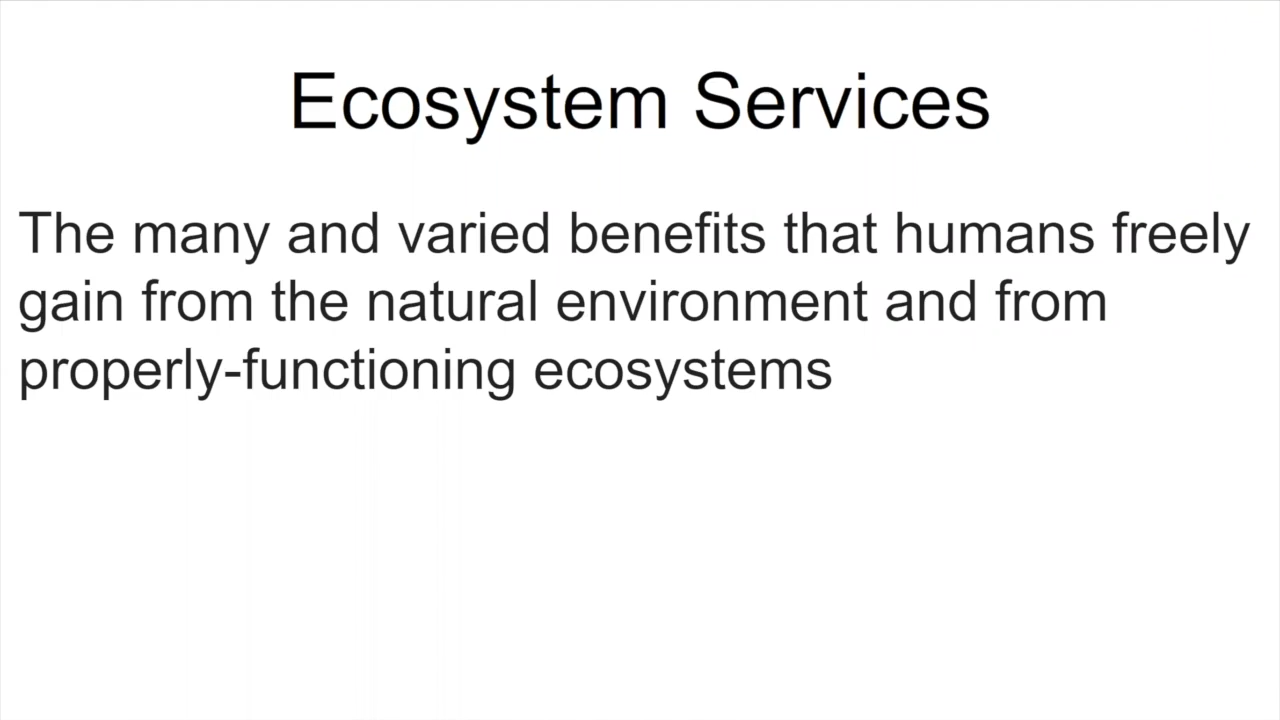 Ecosystem Services
The many and varied benefits that humans freely
gain from the natural environment and from
properly-functioning ecosystems